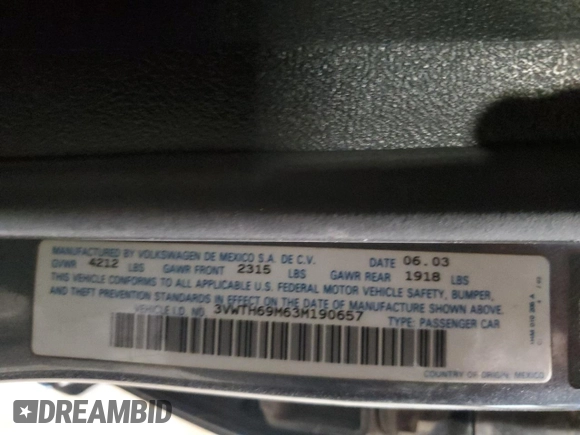 MANUFACTURED BY VOLKSWAGEN DE MEXICO S.A. DE C.V. DATE 06.03
GVWR 4212 LBS GAWR FRONT 2315 LBS GAWR REAR 1918 LBS
THIS VEHICLE CONFORMS TO ALL APPLICABLE U.S. FEDERAL MOTOR VEHICLE SAFETY, BUMPER,
AND THEFT PREVENTION STANDARDS IN EFFECT ON THE DATE OF MANUFACTURE SHOWN ABOVE.
VEHICLE I.D. NO. 3VWTH69M63M190657 TYPE: PASSENGER CAR
COUNTRY OF ORIGIN: MEXICO
DREAMBID